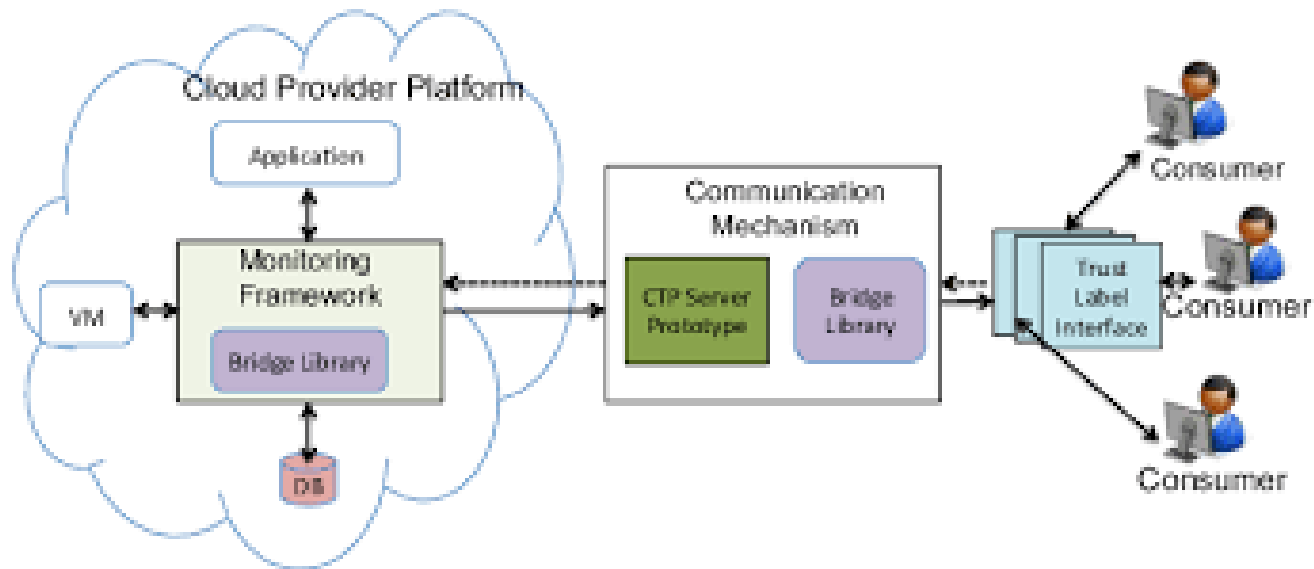 Cloud Provider Platform
Application
Monitoring
Framework
Bridge Library
VM
DB
Communication
Mechanism
CTP Server
Prototype
Bridge
Library
Trust
Label
Interface
Consumer
Consumer
Consumer